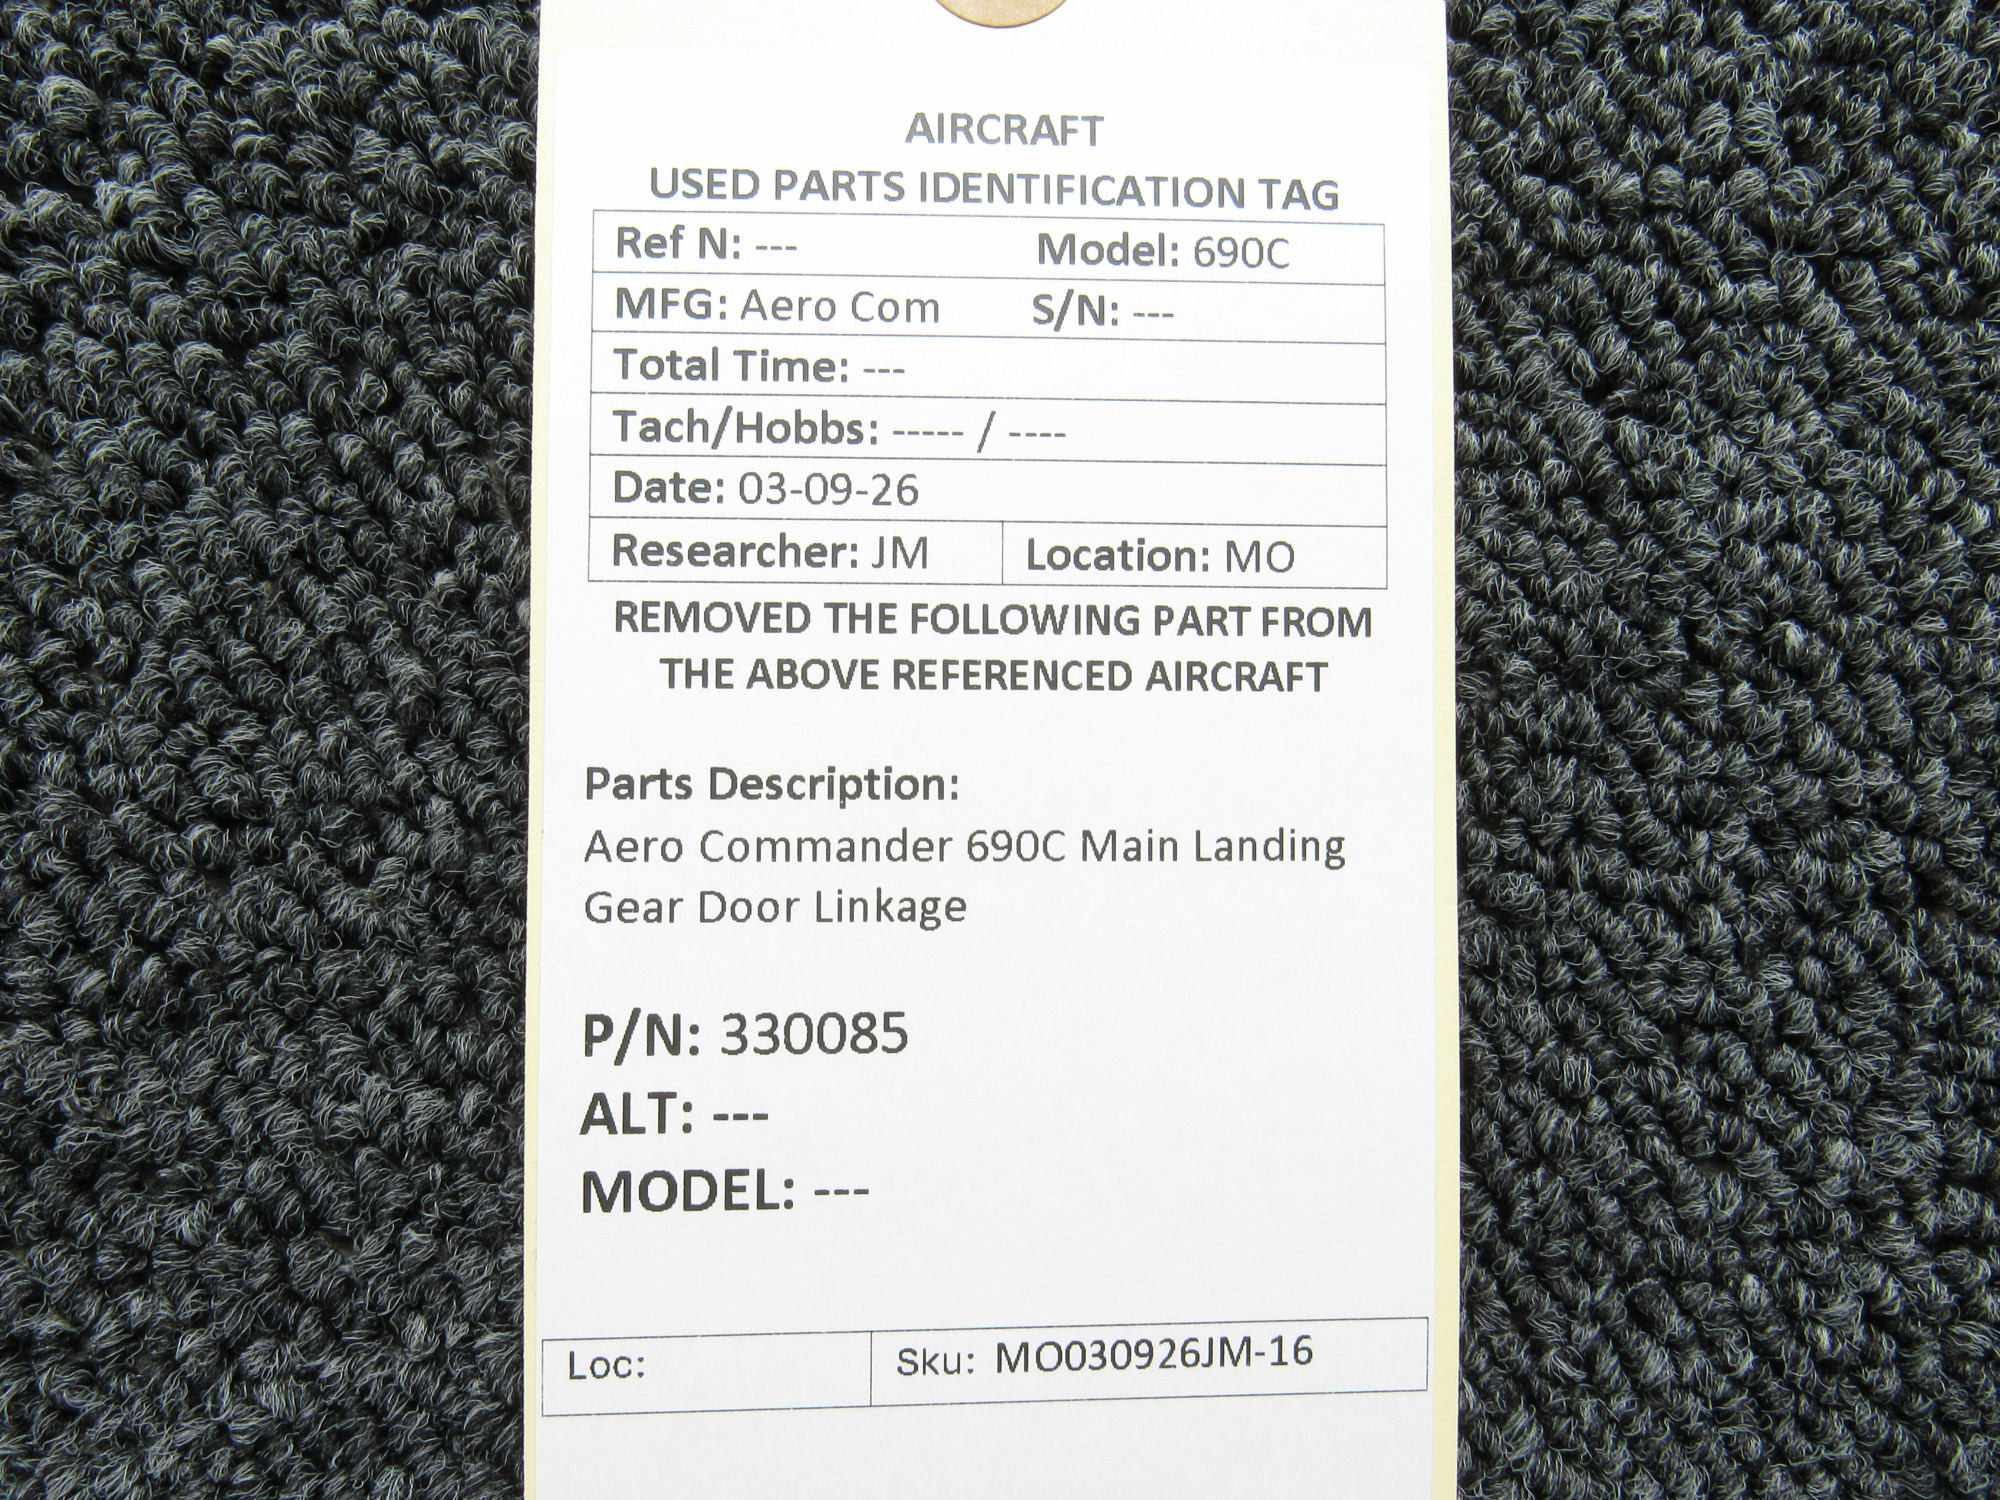 AIRCRAFT
USED PARTS IDENTIFICATION TAG
Ref N: --- Model: 690C
MFG: Aero Com S/N: ---
Total Time: ---
Tach/Hobbs: ----- / ----
Date: 03-09-26
Researcher: JM Location: MO
REMOVED THE FOLLOWING PART FROM
THE ABOVE REFERENCED AIRCRAFT
Parts Description:
Aero Commander 690C Main Landing
Gear Door Linkage
P/N: 330085
ALT: ---
MODEL: ---
Loc: Sku: MO030926JM-16